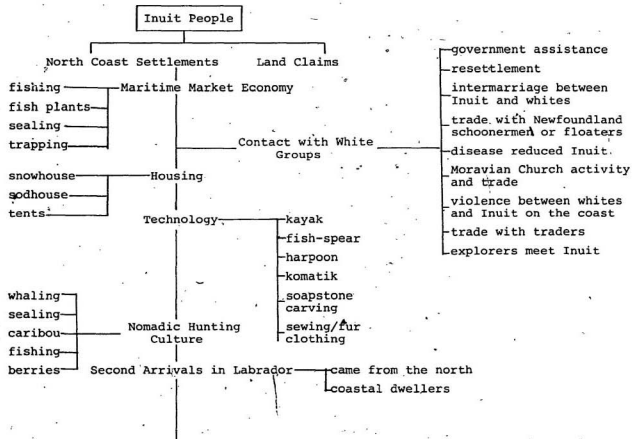 Inuit People
North Coast Settlements
Land Claims
Maritime Market Economy
fishing
fish plants
sealing
trapping
Contact with White
Groups
government assistance
resettlement
intermarriage between
Inuit and whites
trade with Newfoundland
schoonermen or floaters
disease reduced Inuit
Moravian Church activity
and trade
violence between whites
and Inuit on the coast
trade with traders
explorers meet Inuit
Housing
snowhouse
sodhouse
tents
Technology
kayak
fish-spear
harpoon
komatik
soapstone
carving
sewing/fur
clothing
Nomadic Hunting
Culture
whaling
sealing
caribou
fishing
berries
Second Arrivals in Labrador
came from the north
coastal dwellers